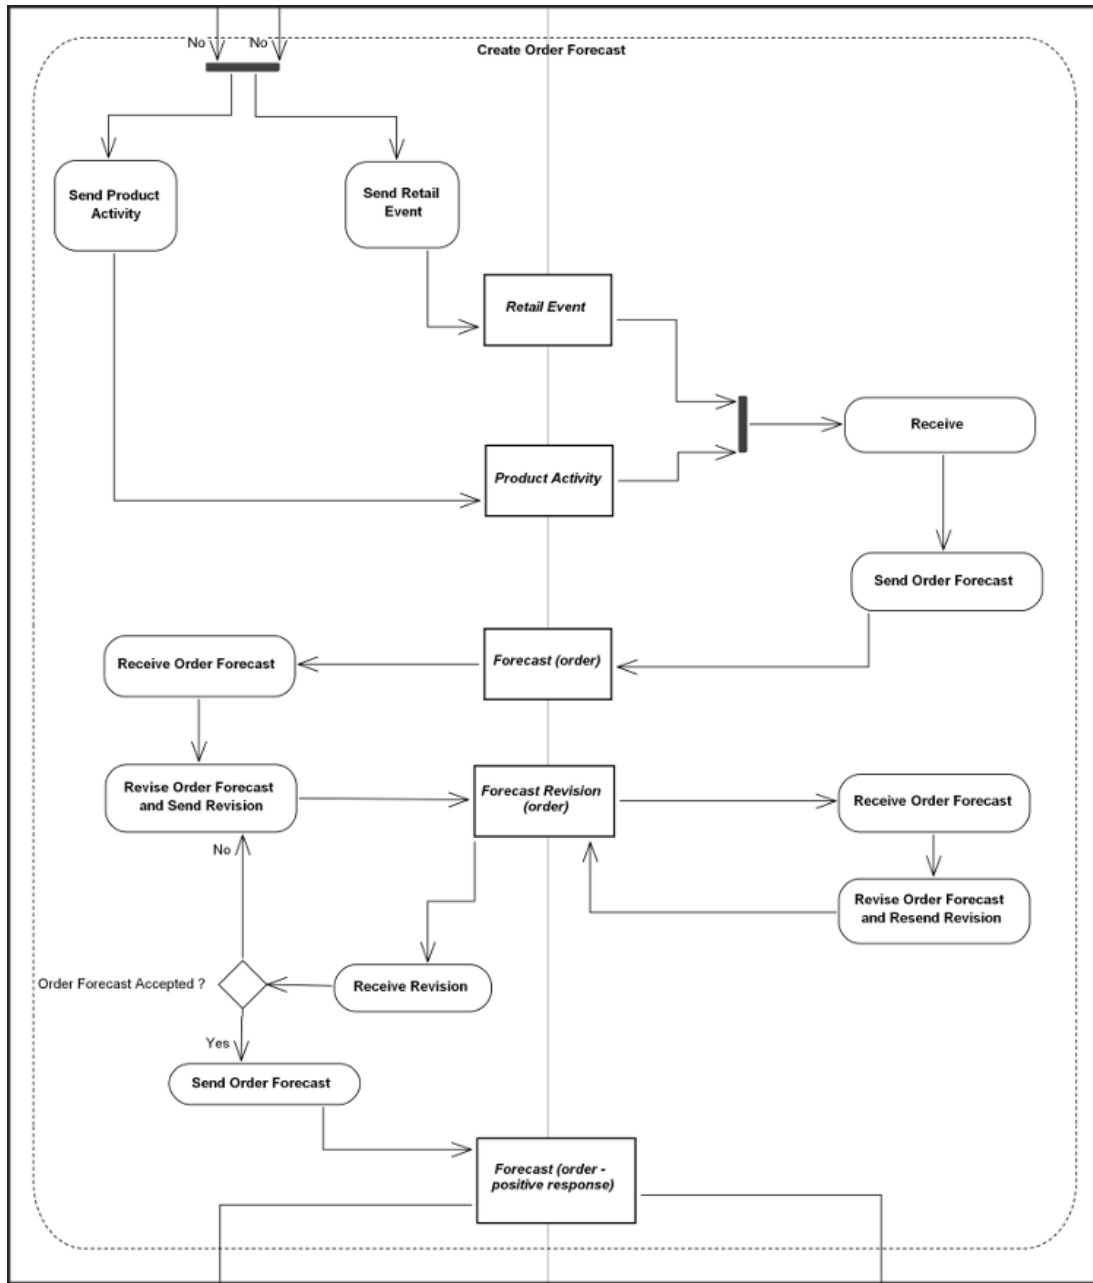 No
No
Create Order Forecast
Send Product
Activity
Send Retail
Event
Retail Event
Receive
Product Activity
Send Order Forecast
Receive Order Forecast
Forecast (order)
Revise Order Forecast
and Send Revision
Forecast Revision
(order)
Receive Order Forecast
No
Revise Order Forecast
and Resend Revision
Order Forecast Accepted ?
Receive Revision
Yes
Send Order Forecast
Forecast (order -
positive response)